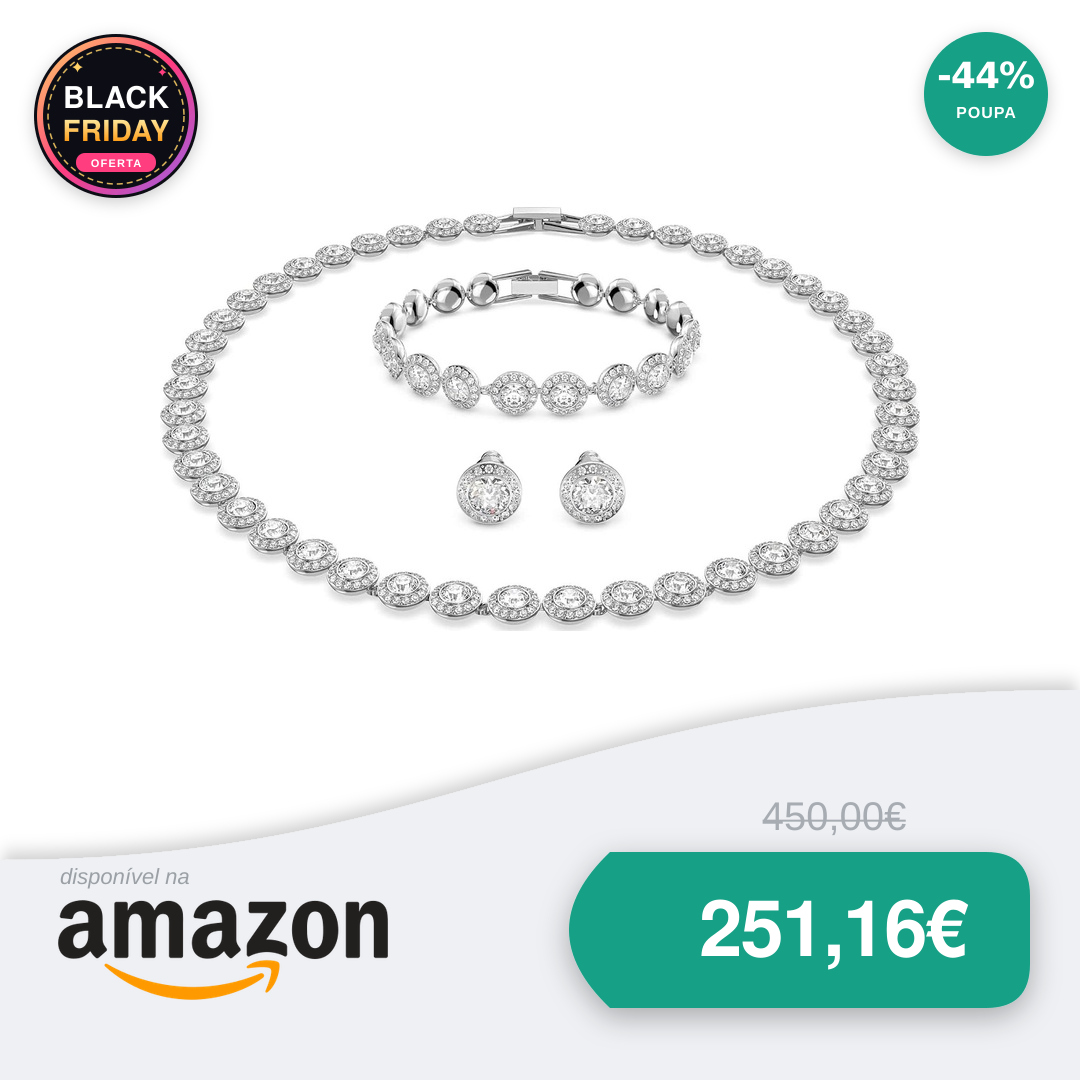 BLACK
FRIDAY
OFERTA
-44%
POUPA
450,00€
disponível na
amazon
251,16€